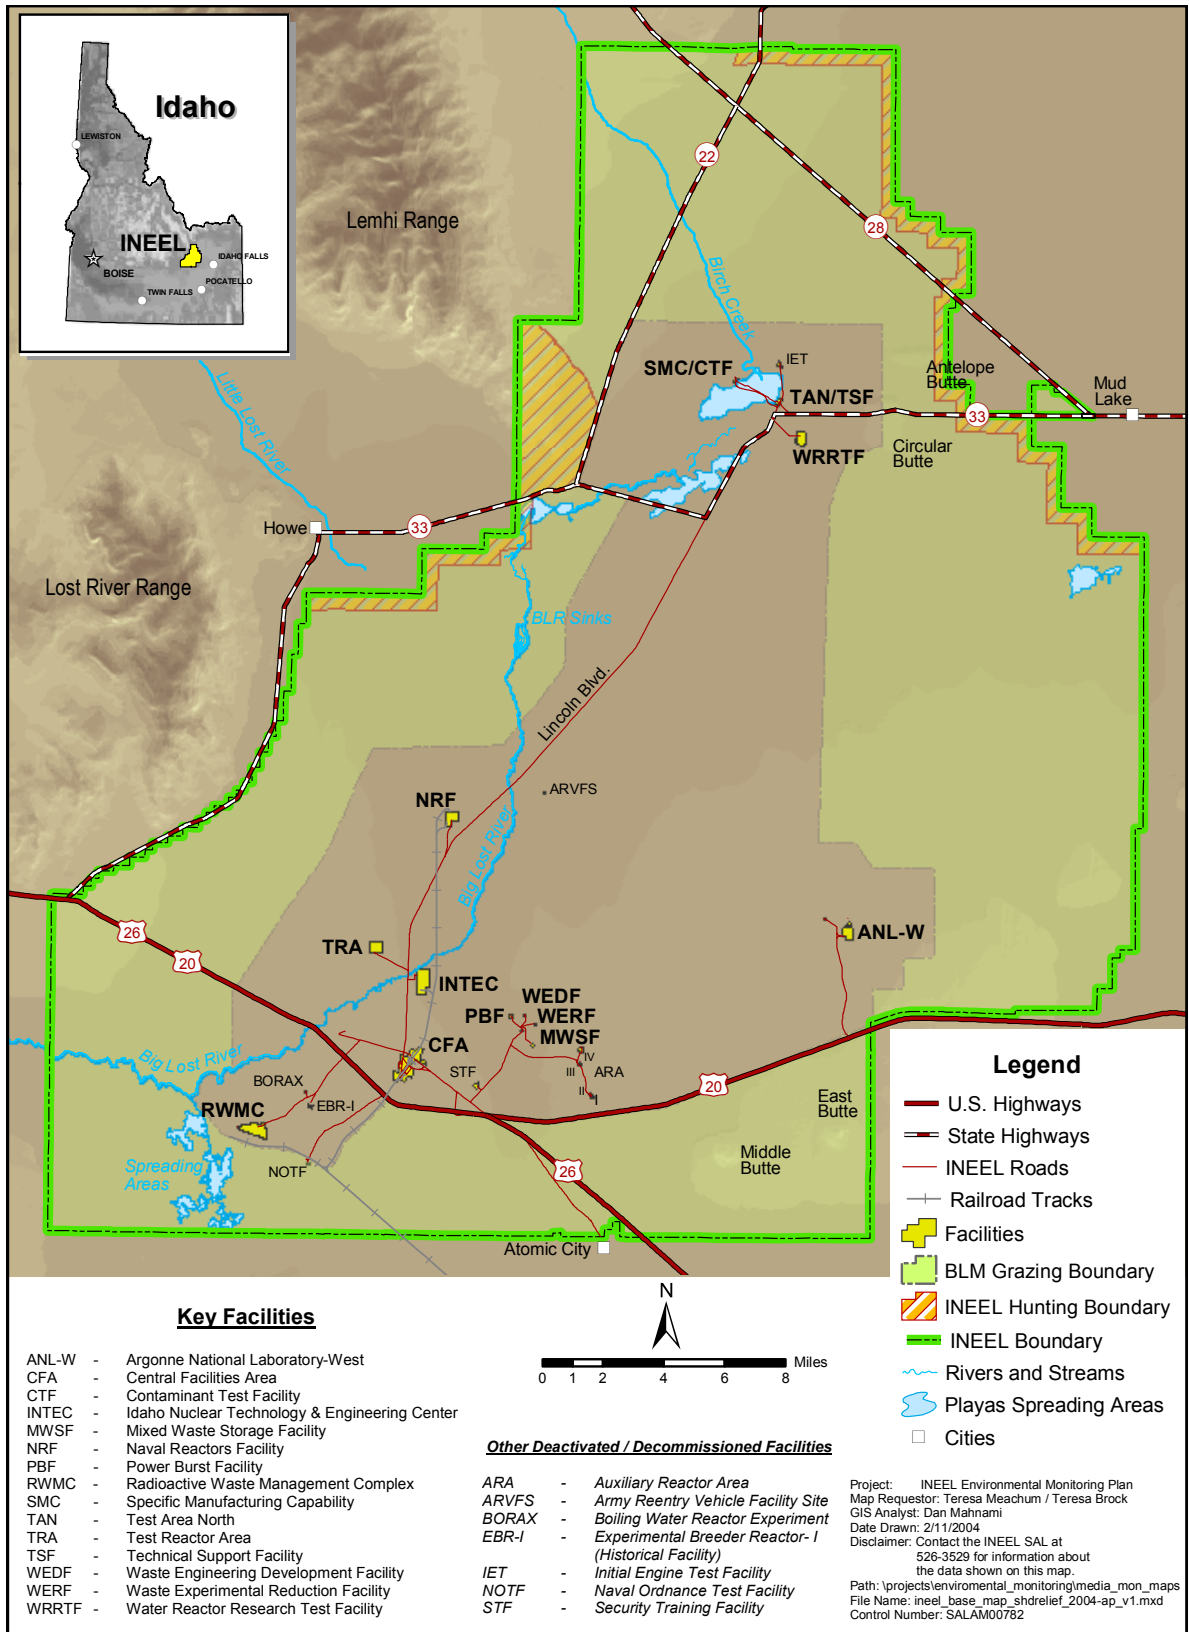 Idaho
LEWISTON
INEEL
IDAHO FALLS
BOISE
POCATELLO
TWIN FALLS
Lemhi Range
22
28
Birch Creek
Little Lost River
SMC/CTF
IET
TAN/TSF
Antelope
Butte
Mud
Lake
33
WRRTF
Circular
Butte
Howe
33
Lost River Range
BLR Sinks
Lincoln Blvd.
NRF
ARVFS
Big Lost River
26
20
TRA
INTEC
ANL-W
WEDF
PBF
WERF
MWSF
CFA
Big Lost River
IV
III
ARA
II
I
STF
BORAX
EBR-I
RWMC
20
East
Butte
Middle
Butte
Spreading
Areas
NOTF
26
Atomic City
Legend
U.S. Highways
State Highways
INEEL Roads
Railroad Tracks
Facilities
BLM Grazing Boundary
INEEL Hunting Boundary
INEEL Boundary
Rivers and Streams
Playas Spreading Areas
Cities
N
Miles
0 1 2 4 6 8
Key Facilities
ANL-W - Argonne National Laboratory-West
CFA - Central Facilities Area
CTF - Contaminant Test Facility
INTEC - Idaho Nuclear Technology & Engineering Center
MWSF - Mixed Waste Storage Facility
NRF - Naval Reactors Facility
PBF - Power Burst Facility
RWMC - Radioactive Waste Management Complex
SMC - Specific Manufacturing Capability
TAN - Test Area North
TRA - Test Reactor Area
TSF - Technical Support Facility
WEDF - Waste Engineering Development Facility
WERF - Waste Experimental Reduction Facility
WRRTF - Water Reactor Research Test Facility
Other Deactivated / Decommissioned Facilities
ARA - Auxiliary Reactor Area
ARVFS - Army Reentry Vehicle Facility Site
BORAX - Boiling Water Reactor Experiment
EBR-I - Experimental Breeder Reactor- I
(Historical Facility)
IET - Initial Engine Test Facility
NOTF - Naval Ordnance Test Facility
STF - Security Training Facility
Project: INEEL Environmental Monitoring Plan
Map Requestor: Teresa Meachum / Teresa Brock
GIS Analyst: Dan Mahnami
Date Drawn: 2/11/2004
Disclaimer: Contact the INEEL SAL at
526-3529 for information about
the data shown on this map.
Path: \projects\enviromental_monitoring\media_mon_maps
File Name: ineel_base_map_shdrelief_2004-ap_v1.mxd
Control Number: SALAM00782